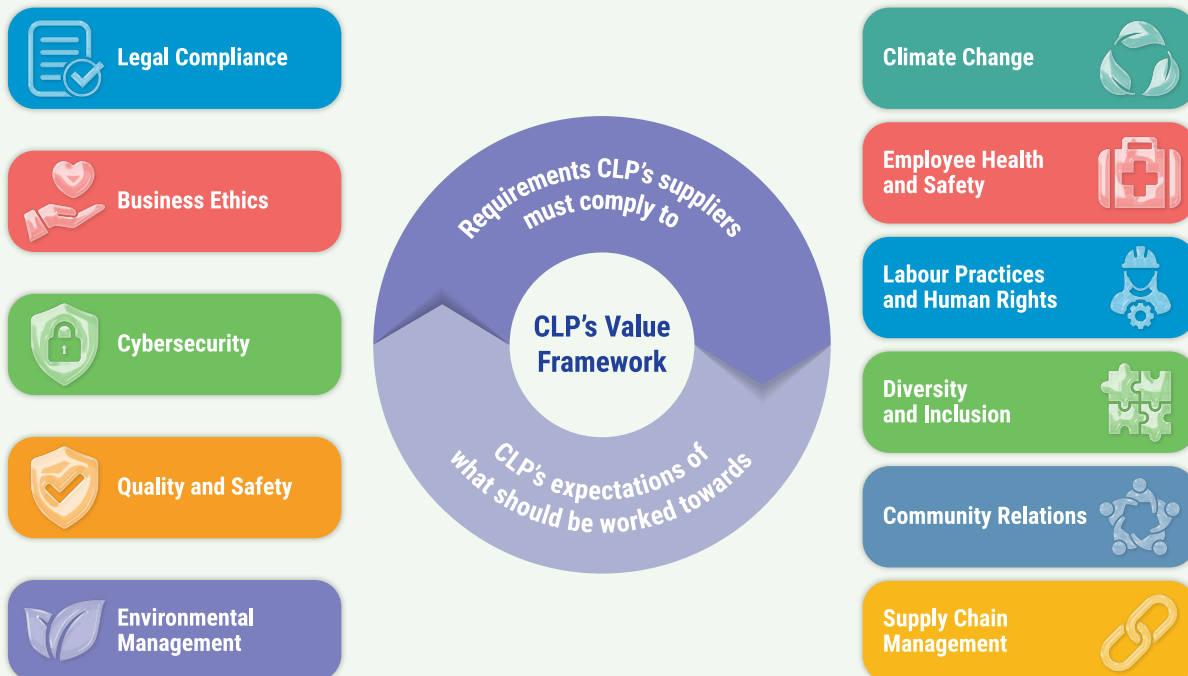 Legal Compliance
Business Ethics
Cybersecurity
Quality and Safety
Environmental
Management
Requirements CLP's suppliers
must comply to
CLP's Value
Framework
CLP's expectations of
what should be worked towards
Climate Change
Employee Health
and Safety
Labour Practices
and Human Rights
Diversity
and Inclusion
Community Relations
Supply Chain
Management